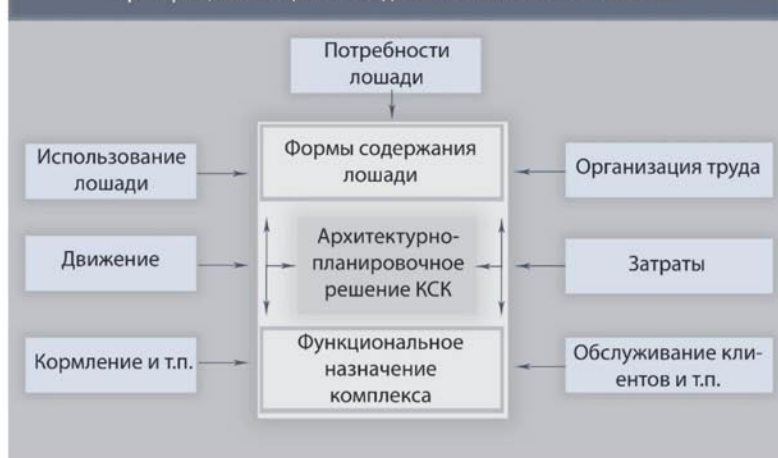 Потребности
лошади
Использование
лошади
Формы содержания
лошади
Организация труда
Движение
Архитектурно-
планировочное
решение КСК
Затраты
Кормление и т.п.
Функциональное
назначение
комплекса
Обслуживание кли-
ентов и т.п.